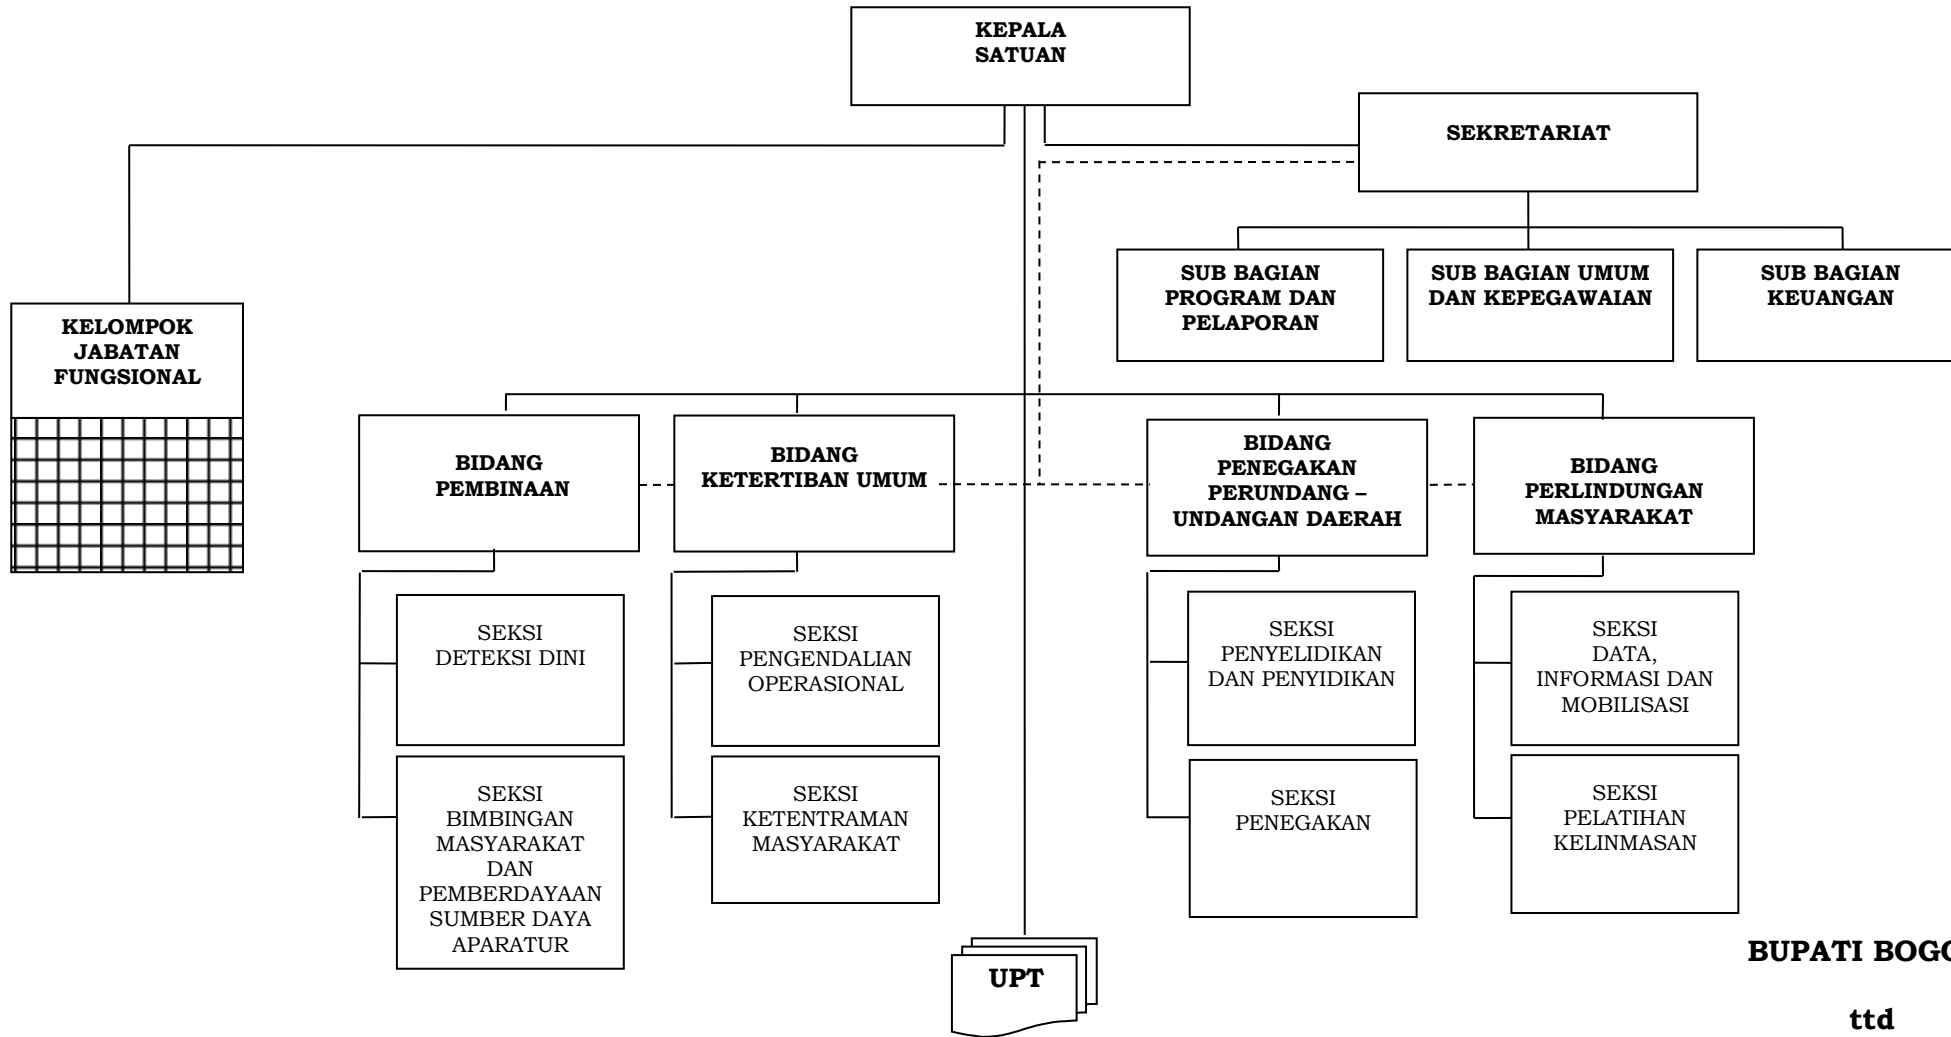 KEPALA
SATUAN
SEKRETARIAT
SUB BAGIAN
PROGRAM DAN
PELAPORAN
SUB BAGIAN UMUM
DAN KEPEGAWAIAN
SUB BAGIAN
KEUANGAN
KELOMPOK
JABATAN
FUNGSIONAL
BIDANG
PEMBINAAN
BIDANG
KETERTIBAN UMUM
BIDANG
PENEGAKAN
PERUNDANG –
UNDANGAN DAERAH
BIDANG
PERLINDUNGAN
MASYARAKAT
SEKSI
DETEKSI DINI
SEKSI
PENGENDALIAN
OPERASIONAL
SEKSI
PENYELIDIKAN
DAN PENYIDIKAN
SEKSI
DATA,
INFORMASI DAN
MOBILISASI
SEKSI
BIMBINGAN
MASYARAKAT
DAN
PEMBERDAYAAN
SUMBER DAYA
APARATUR
SEKSI
KETENTRAMAN
MASYARAKAT
SEKSI
PENEGAKAN
SEKSI
PELATIHAN
KELINMASAN
UPT
BUPATI
ttd